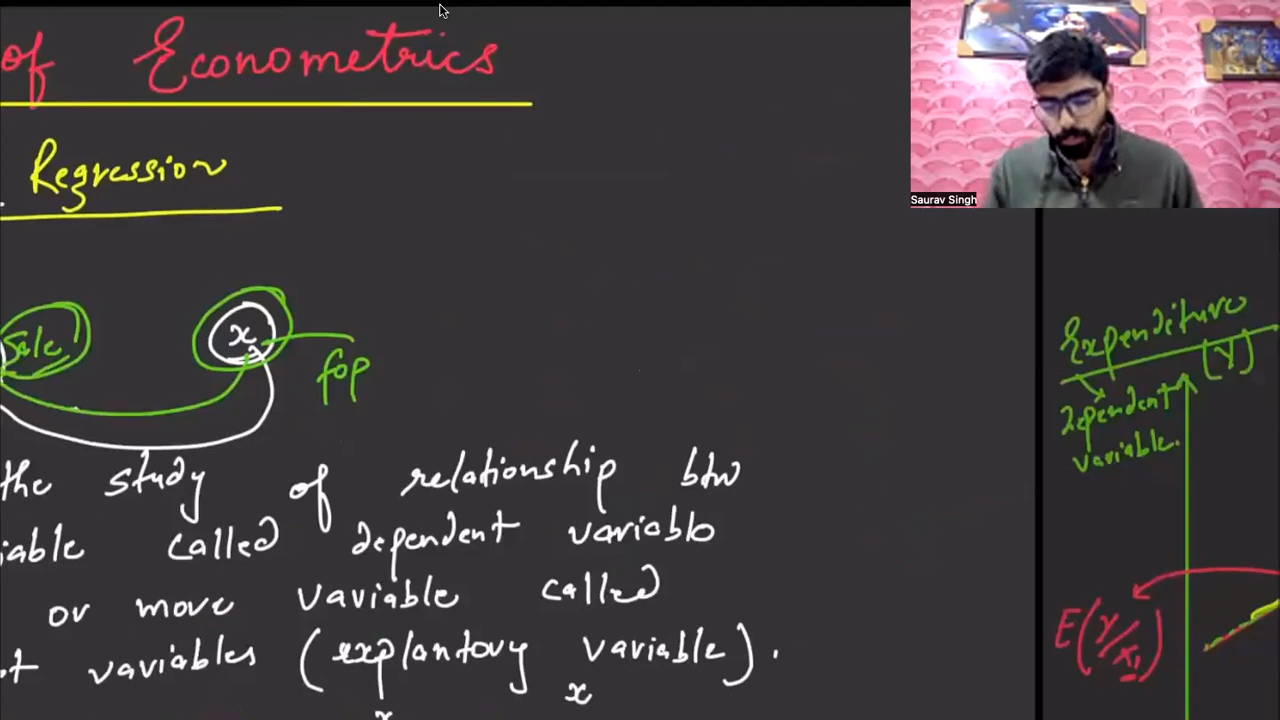 of Econometrics
Regression
Sale x
fop
the study of relationship btw
iable called dependent variable
or more variable called
t variables (explantory variable).
x x
Saurav Singh
Expenditure
(Y)
Dependent
variable.
E(Y/X1)